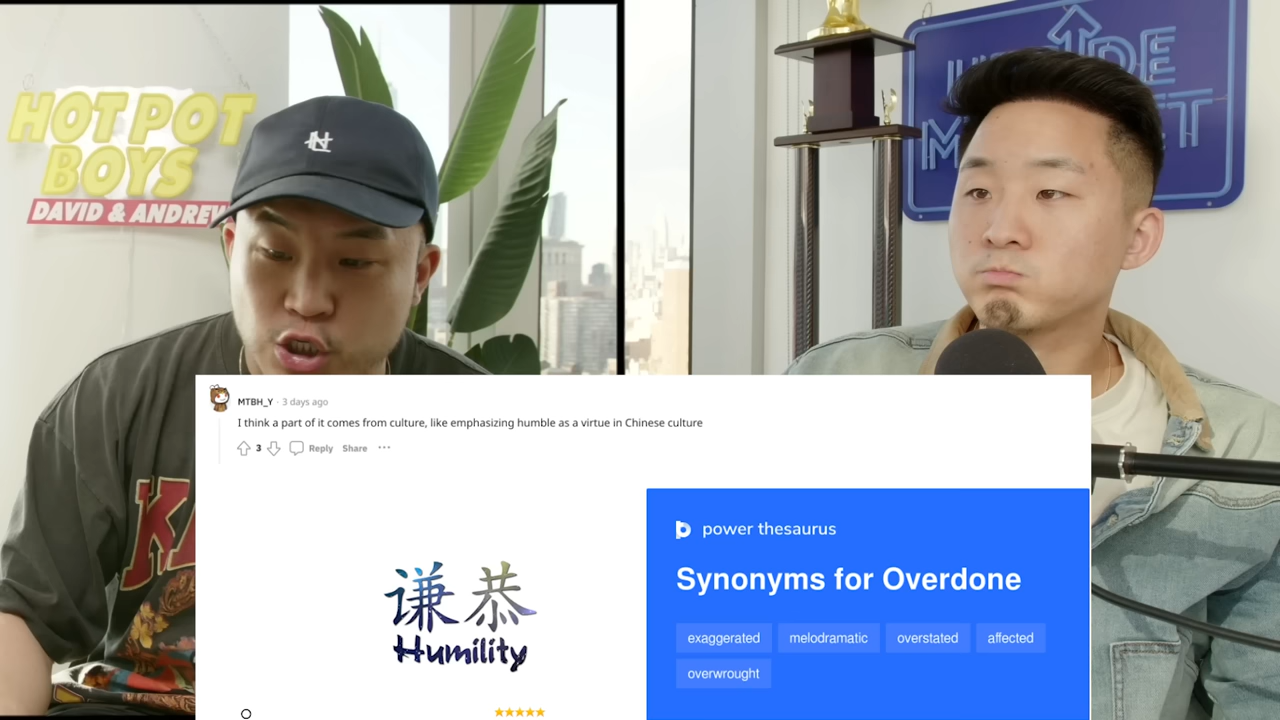 HOT POT
BOYS
DAVID & ANDREW
MTBH_Y · 3 days ago
I think a part of it comes from culture, like emphasizing humble as a virtue in Chinese culture
3 Reply Share ···
谦恭
Humility
power thesaurus
Synonyms for Overdone
exaggerated melodramatic overstated affected
overwrought